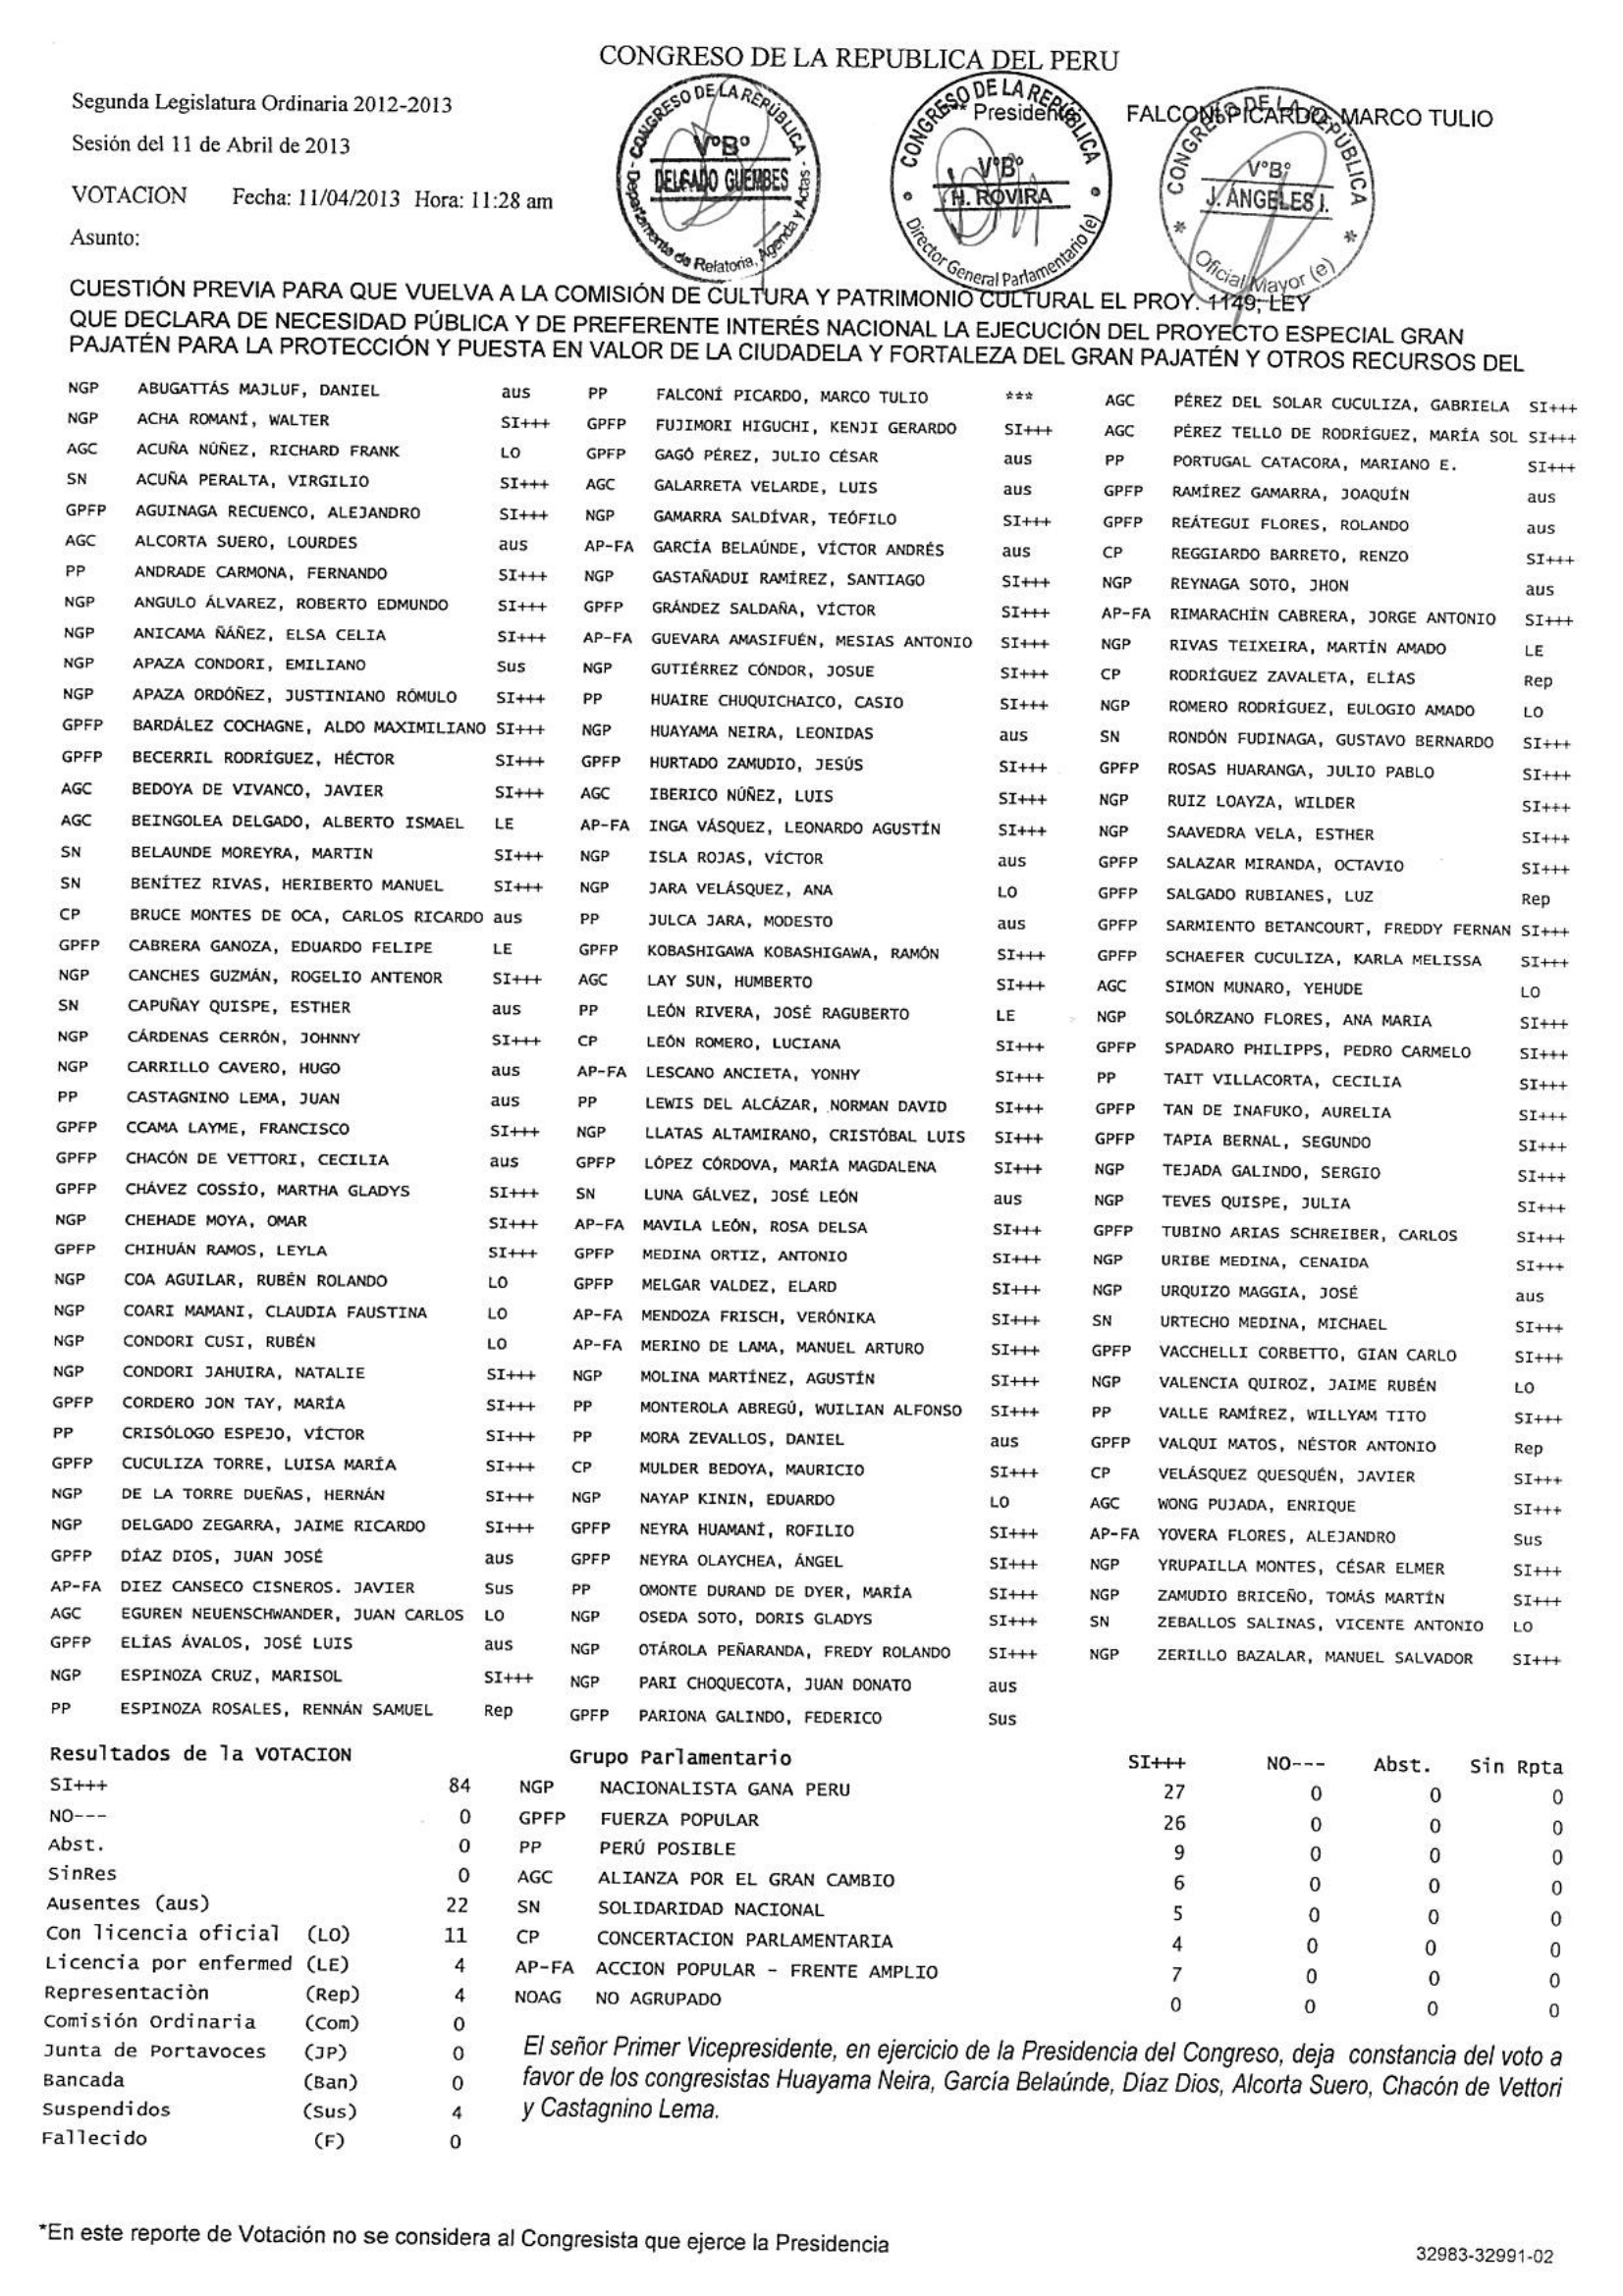 CONGRESO DE LA REPUBLICA DEL PERU
Segunda Legislatura Ordinaria 2012-2013
*** Presidente FALCONÍ PICARDO, MARCO TULIO
Sesión del 11 de Abril de 2013
VOTACION Fecha: 11/04/2013 Hora: 11:28 am
Asunto:
CONGRESO DE LA REPÚBLICA - Departamento de Relatoria, Agenda y Actas -
V°B°
DELGADO GUEMBES
CONGRESO DE LA REPÚBLICA
V°B°
H. ROVIRA
Director General Parlamentario (e)
CONGRESO DE LA REPÚBLICA
V°B°
J. ÁNGELES I.
Oficial Mayor (e)
CUESTIÓN PREVIA PARA QUE VUELVA A LA COMISIÓN DE CULTURA Y PATRIMONIO CULTURAL EL PROY. 1149, LEY
QUE DECLARA DE NECESIDAD PÚBLICA Y DE PREFERENTE INTERÉS NACIONAL LA EJECUCIÓN DEL PROYECTO ESPECIAL GRAN
PAJATÉN PARA LA PROTECCIÓN Y PUESTA EN VALOR DE LA CIUDADELA Y FORTALEZA DEL GRAN PAJATÉN Y OTROS RECURSOS DEL
NGP ABUGATTÁS MAJLUF, DANIEL aus
NGP ACHA ROMANÍ, WALTER SI+++
AGC ACUÑA NÚÑEZ, RICHARD FRANK LO
SN ACUÑA PERALTA, VIRGILIO SI+++
GPFP AGUINAGA RECUENCO, ALEJANDRO SI+++
AGC ALCORTA SUERO, LOURDES aus
PP ANDRADE CARMONA, FERNANDO SI+++
NGP ANGULO ÁLVAREZ, ROBERTO EDMUNDO SI+++
NGP ANICAMA ÑÁÑEZ, ELSA CELIA SI+++
NGP APAZA CONDORI, EMILIANO Sus
NGP APAZA ORDÓÑEZ, JUSTINIANO RÓMULO SI+++
GPFP BARDÁLEZ COCHAGNE, ALDO MAXIMILIANO SI+++
GPFP BECERRIL RODRÍGUEZ, HÉCTOR SI+++
AGC BEDOYA DE VIVANCO, JAVIER SI+++
AGC BEINGOLEA DELGADO, ALBERTO ISMAEL LE
SN BELAUNDE MOREYRA, MARTIN SI+++
SN BENÍTEZ RIVAS, HERIBERTO MANUEL SI+++
CP BRUCE MONTES DE OCA, CARLOS RICARDO aus
GPFP CABRERA GANOZA, EDUARDO FELIPE LE
NGP CANCHES GUZMÁN, ROGELIO ANTENOR SI+++
SN CAPUÑAY QUISPE, ESTHER aus
NGP CÁRDENAS CERRÓN, JOHNNY SI+++
NGP CARRILLO CAVERO, HUGO aus
PP CASTAGNINO LEMA, JUAN aus
GPFP CCAMA LAYME, FRANCISCO SI+++
GPFP CHACÓN DE VETTORI, CECILIA aus
GPFP CHÁVEZ COSSÍO, MARTHA GLADYS SI+++
NGP CHEHADE MOYA, OMAR SI+++
GPFP CHIHUÁN RAMOS, LEYLA SI+++
NGP COA AGUILAR, RUBÉN ROLANDO LO
NGP COARI MAMANI, CLAUDIA FAUSTINA LO
NGP CONDORI CUSI, RUBÉN LO
NGP CONDORI JAHUIRA, NATALIE SI+++
GPFP CORDERO JON TAY, MARÍA SI+++
PP CRISÓLOGO ESPEJO, VÍCTOR SI+++
GPFP CUCULIZA TORRE, LUISA MARÍA SI+++
NGP DE LA TORRE DUEÑAS, HERNÁN SI+++
NGP DELGADO ZEGARRA, JAIME RICARDO SI+++
GPFP DÍAZ DIOS, JUAN JOSÉ aus
AP-FA DIEZ CANSECO CISNEROS. JAVIER Sus
AGC EGUREN NEUENSCHWANDER, JUAN CARLOS LO
GPFP ELÍAS ÁVALOS, JOSÉ LUIS aus
NGP ESPINOZA CRUZ, MARISOL SI+++
PP ESPINOZA ROSALES, RENNÁN SAMUEL Rep
PP FALCONÍ PICARDO, MARCO TULIO ***
GPFP FUJIMORI HIGUCHI, KENJI GERARDO SI+++
GPFP GAGÓ PÉREZ, JULIO CÉSAR aus
AGC GALARRETA VELARDE, LUIS aus
NGP GAMARRA SALDÍVAR, TEÓFILO SI+++
AP-FA GARCÍA BELAÚNDE, VÍCTOR ANDRÉS aus
NGP GASTAÑADUI RAMÍREZ, SANTIAGO SI+++
GPFP GRÁNDEZ SALDAÑA, VÍCTOR SI+++
AP-FA GUEVARA AMASIFUÉN, MESIAS ANTONIO SI+++
NGP GUTIÉRREZ CÓNDOR, JOSUE SI+++
PP HUAIRE CHUQUICHAICO, CASIO SI+++
NGP HUAYAMA NEIRA, LEONIDAS aus
GPFP HURTADO ZAMUDIO, JESÚS SI+++
AGC IBERICO NÚÑEZ, LUIS SI+++
AP-FA INGA VÁSQUEZ, LEONARDO AGUSTÍN SI+++
NGP ISLA ROJAS, VÍCTOR aus
NGP JARA VELÁSQUEZ, ANA LO
PP JULCA JARA, MODESTO aus
GPFP KOBASHIGAWA KOBASHIGAWA, RAMÓN SI+++
AGC LAY SUN, HUMBERTO SI+++
PP LEÓN RIVERA, JOSÉ RAGUBERTO LE
CP LEÓN ROMERO, LUCIANA SI+++
AP-FA LESCANO ANCIETA, YONHY SI+++
PP LEWIS DEL ALCÁZAR, NORMAN DAVID SI+++
NGP LLATAS ALTAMIRANO, CRISTÓBAL LUIS SI+++
GPFP LÓPEZ CÓRDOVA, MARÍA MAGDALENA SI+++
SN LUNA GÁLVEZ, JOSÉ LEÓN aus
AP-FA MAVILA LEÓN, ROSA DELSA SI+++
GPFP MEDINA ORTIZ, ANTONIO SI+++
GPFP MELGAR VALDEZ, ELARD SI+++
AP-FA MENDOZA FRISCH, VERÓNIKA SI+++
AP-FA MERINO DE LAMA, MANUEL ARTURO SI+++
NGP MOLINA MARTÍNEZ, AGUSTÍN SI+++
PP MONTEROLA ABREGÚ, WUILIAN ALFONSO SI+++
PP MORA ZEVALLOS, DANIEL aus
CP MULDER BEDOYA, MAURICIO SI+++
NGP NAYAP KININ, EDUARDO LO
GPFP NEYRA HUAMANÍ, ROFILIO SI+++
GPFP NEYRA OLAYCHEA, ÁNGEL SI+++
PP OMONTE DURAND DE DYER, MARÍA SI+++
NGP OSEDA SOTO, DORIS GLADYS SI+++
NGP OTÁROLA PEÑARANDA, FREDY ROLANDO SI+++
NGP PARI CHOQUECOTA, JUAN DONATO aus
GPFP PARIONA GALINDO, FEDERICO Sus
AGC PÉREZ DEL SOLAR CUCULIZA, GABRIELA SI+++
AGC PÉREZ TELLO DE RODRÍGUEZ, MARÍA SOL SI+++
PP PORTUGAL CATACORA, MARIANO E. SI+++
GPFP RAMÍREZ GAMARRA, JOAQUÍN aus
GPFP REÁTEGUI FLORES, ROLANDO aus
CP REGGIARDO BARRETO, RENZO SI+++
NGP REYNAGA SOTO, JHON aus
AP-FA RIMARACHÍN CABRERA, JORGE ANTONIO SI+++
NGP RIVAS TEIXEIRA, MARTÍN AMADO LE
CP RODRÍGUEZ ZAVALETA, ELÍAS Rep
NGP ROMERO RODRÍGUEZ, EULOGIO AMADO LO
SN RONDÓN FUDINAGA, GUSTAVO BERNARDO SI+++
GPFP ROSAS HUARANGA, JULIO PABLO SI+++
NGP RUIZ LOAYZA, WILDER SI+++
NGP SAAVEDRA VELA, ESTHER SI+++
GPFP SALAZAR MIRANDA, OCTAVIO SI+++
GPFP SALGADO RUBIANES, LUZ Rep
GPFP SARMIENTO BETANCOURT, FREDDY FERNAN SI+++
GPFP SCHAEFER CUCULIZA, KARLA MELISSA SI+++
AGC SIMON MUNARO, YEHUDE LO
NGP SOLÓRZANO FLORES, ANA MARIA SI+++
GPFP SPADARO PHILIPPS, PEDRO CARMELO SI+++
PP TAIT VILLACORTA, CECILIA SI+++
GPFP TAN DE INAFUKO, AURELIA SI+++
GPFP TAPIA BERNAL, SEGUNDO SI+++
NGP TEJADA GALINDO, SERGIO SI+++
NGP TEVES QUISPE, JULIA SI+++
GPFP TUBINO ARIAS SCHREIBER, CARLOS SI+++
NGP URIBE MEDINA, CENAIDA SI+++
NGP URQUIZO MAGGIA, JOSÉ aus
SN URTECHO MEDINA, MICHAEL SI+++
GPFP VACCHELLI CORBETTO, GIAN CARLO SI+++
NGP VALENCIA QUIROZ, JAIME RUBÉN LO
PP VALLE RAMÍREZ, WILLYAM TITO SI+++
GPFP VALQUI MATOS, NÉSTOR ANTONIO Rep
CP VELÁSQUEZ QUESQUÉN, JAVIER SI+++
AGC WONG PUJADA, ENRIQUE SI+++
AP-FA YOVERA FLORES, ALEJANDRO Sus
NGP YRUPAILLA MONTES, CÉSAR ELMER SI+++
NGP ZAMUDIO BRICEÑO, TOMÁS MARTÍN SI+++
SN ZEBALLOS SALINAS, VICENTE ANTONIO LO
NGP ZERILLO BAZALAR, MANUEL SALVADOR SI+++
Resultados de la VOTACION
SI+++ 84
NO--- 0
Abst. 0
SinRes 0
Ausentes (aus) 22
Con licencia oficial (LO) 11
Licencia por enfermed (LE) 4
Representaciòn (Rep) 4
Comisión Ordinaria (Com) 0
Junta de Portavoces (JP) 0
Bancada (Ban) 0
Suspendidos (Sus) 4
Fallecido (F) 0
Grupo Parlamentario SI+++ NO--- Abst. Sin Rpta
NGP NACIONALISTA GANA PERU 27 0 0 0
GPFP FUERZA POPULAR 26 0 0 0
PP PERÚ POSIBLE 9 0 0 0
AGC ALIANZA POR EL GRAN CAMBIO 6 0 0 0
SN SOLIDARIDAD NACIONAL 5 0 0 0
CP CONCERTACION PARLAMENTARIA 4 0 0 0
AP-FA ACCION POPULAR - FRENTE AMPLIO 7 0 0 0
NOAG NO AGRUPADO 0 0 0 0
El señor Primer Vicepresidente, en ejercicio de la Presidencia del Congreso, deja constancia del voto a
favor de los congresistas Huayama Neira, García Belaúnde, Díaz Dios, Alcorta Suero, Chacón de Vettori
y Castagnino Lema.
*En este reporte de Votación no se considera al Congresista que ejerce la Presidencia
32983-32991-02